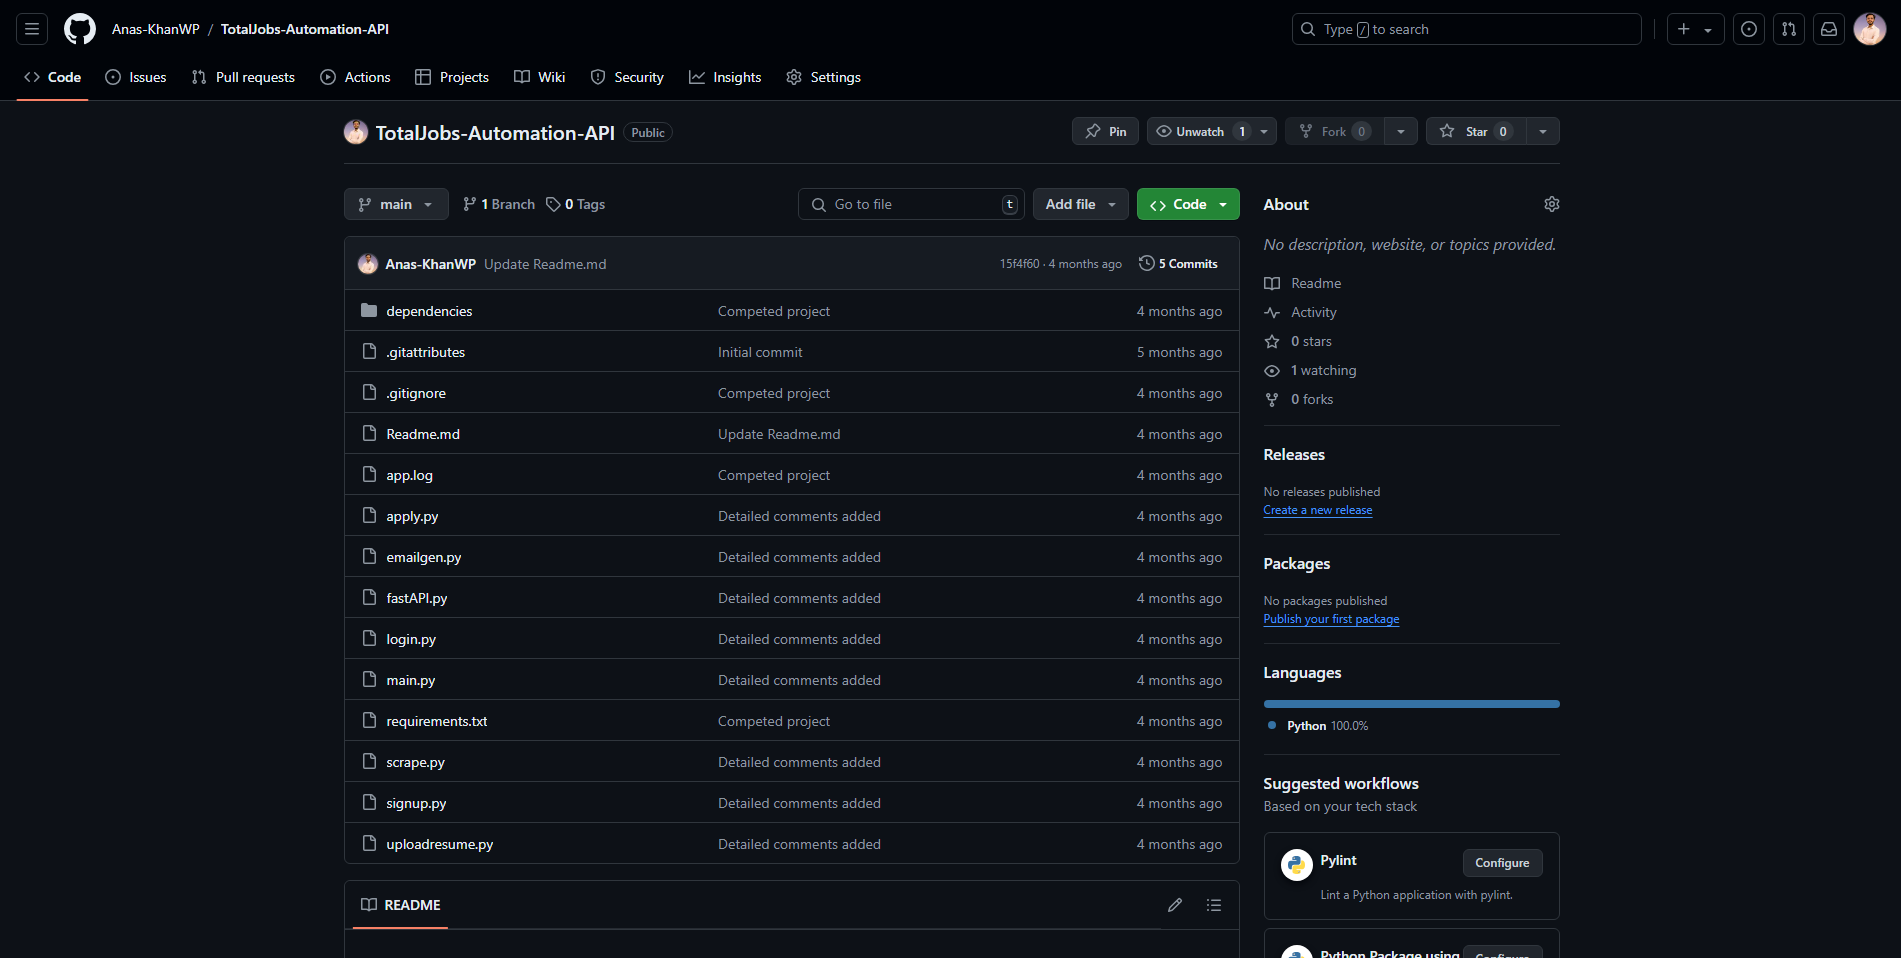 Anas-KhanWP / TotalJobs-Automation-API
Type / to search
Code Issues Pull requests Actions Projects Wiki Security Insights Settings
TotalJobs-Automation-API Public
Pin Unwatch 1 Fork 0 Star 0
main 1 Branch 0 Tags Go to file t Add file Code
Anas-KhanWP Update Readme.md 15f4f60 · 4 months ago 5 Commits
dependencies Competed project 4 months ago
.gitattributes Initial commit 5 months ago
.gitignore Competed project 4 months ago
Readme.md Update Readme.md 4 months ago
app.log Competed project 4 months ago
apply.py Detailed comments added 4 months ago
emailgen.py Detailed comments added 4 months ago
fastAPI.py Detailed comments added 4 months ago
login.py Detailed comments added 4 months ago
main.py Detailed comments added 4 months ago
requirements.txt Competed project 4 months ago
scrape.py Detailed comments added 4 months ago
signup.py Detailed comments added 4 months ago
uploadresume.py Detailed comments added 4 months ago
README
About
No description, website, or topics provided.
Readme
Activity
0 stars
1 watching
0 forks
Releases
No releases published
Create a new release
Packages
No packages published
Publish your first package
Languages
Python 100.0%
Suggested workflows
Based on your tech stack
Pylint Configure
Lint a Python application with pylint.
Python Package using Configure